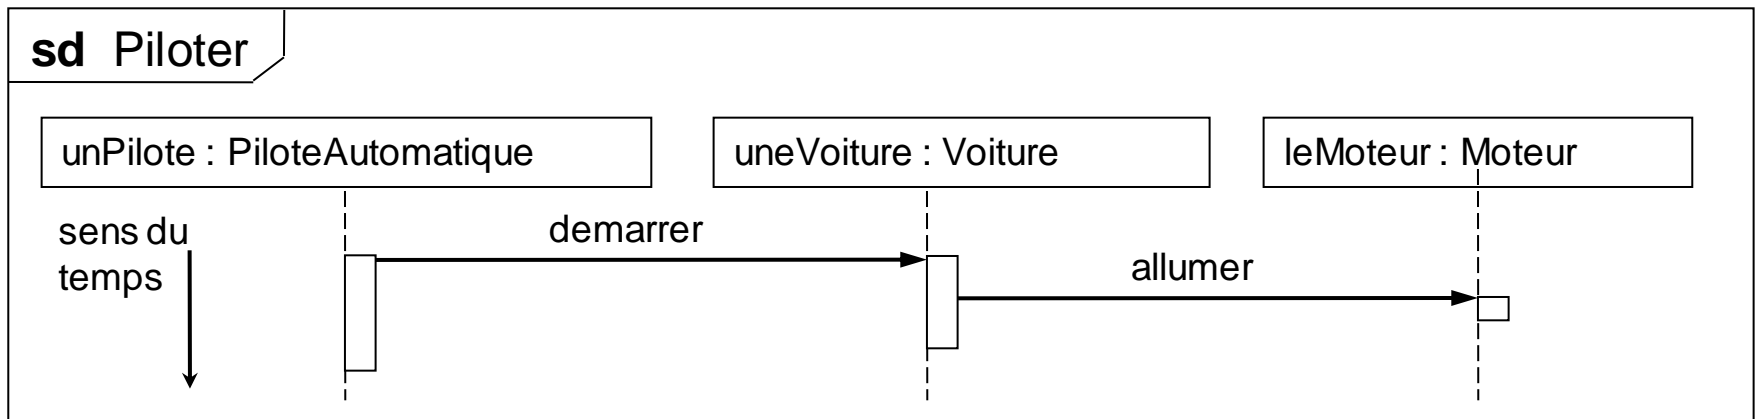 sd Piloter
unPilote : PiloteAutomatique
uneVoiture : Voiture
leMoteur : Moteur
sens du
temps
demarrer
allumer